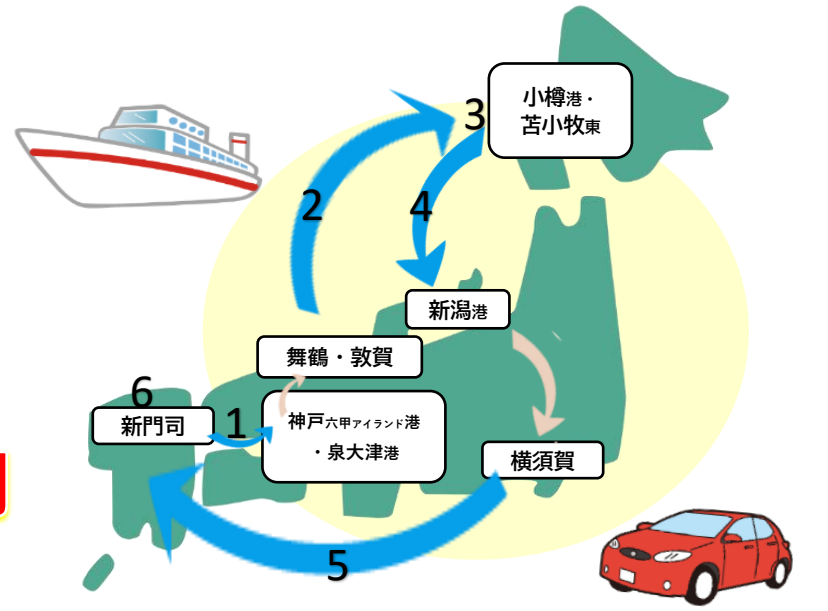 3
小樽港・
苫小牧東
2
4
新潟港
舞鶴・敦賀
6
新門司
1
神戸六甲アイランド港
・泉大津港
横須賀
5